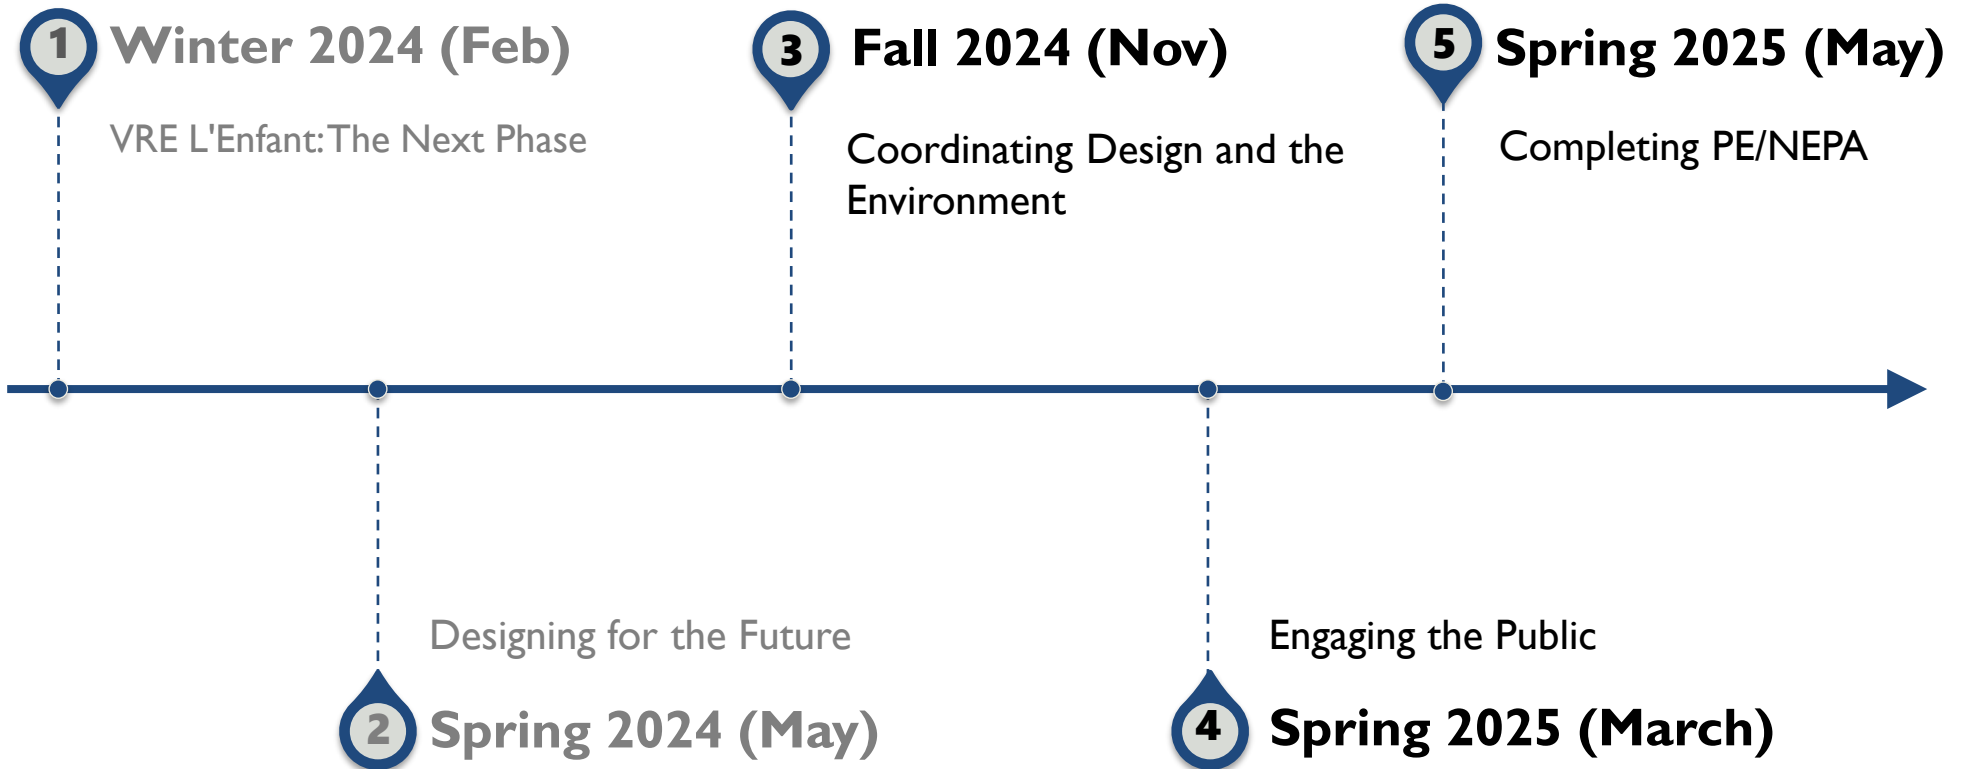 1 Winter 2024 (Feb)
VRE L'Enfant: The Next Phase
3 Fall 2024 (Nov)
Coordinating Design and the
Environment
5 Spring 2025 (May)
Completing PE/NEPA
Designing for the Future
2 Spring 2024 (May)
Engaging the Public
4 Spring 2025 (March)